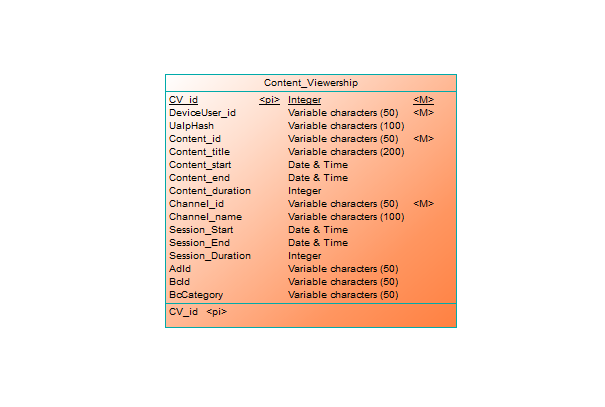 Content_Viewership
CV_id <pi> Integer <M>
DeviceUser_id Variable characters (50) <M>
UaIpHash Variable characters (100)
Content_id Variable characters (50) <M>
Content_title Variable characters (200)
Content_start Date & Time
Content_end Date & Time
Content_duration Integer
Channel_id Variable characters (50) <M>
Channel_name Variable characters (100)
Session_Start Date & Time
Session_End Date & Time
Session_Duration Integer
AdId Variable characters (50)
BcId Variable characters (50)
BcCategory Variable characters (50)
CV_id <pi>